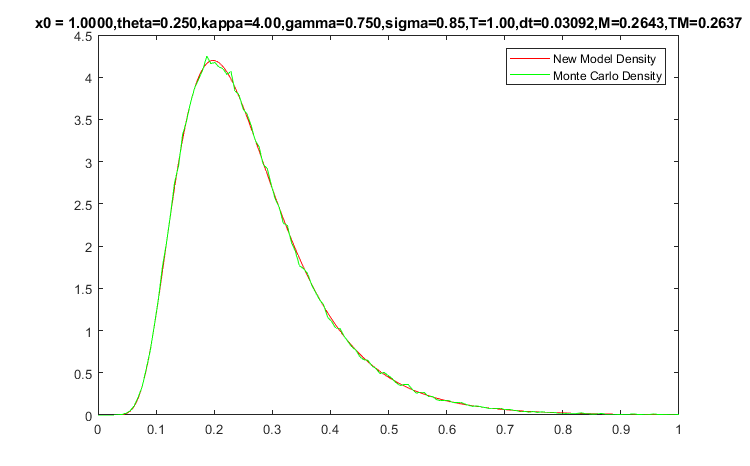 x0 = 1.0000,theta=0.250,kappa=4.00,gamma=0.750,sigma=0.85,T=1.00,dt=0.03092,M=0.2643,TM=0.2637
New Model Density
Monte Carlo Density
4.5
4
3.5
3
2.5
2
1.5
1
0.5
0
0 0.1 0.2 0.3 0.4 0.5 0.6 0.7 0.8 0.9 1